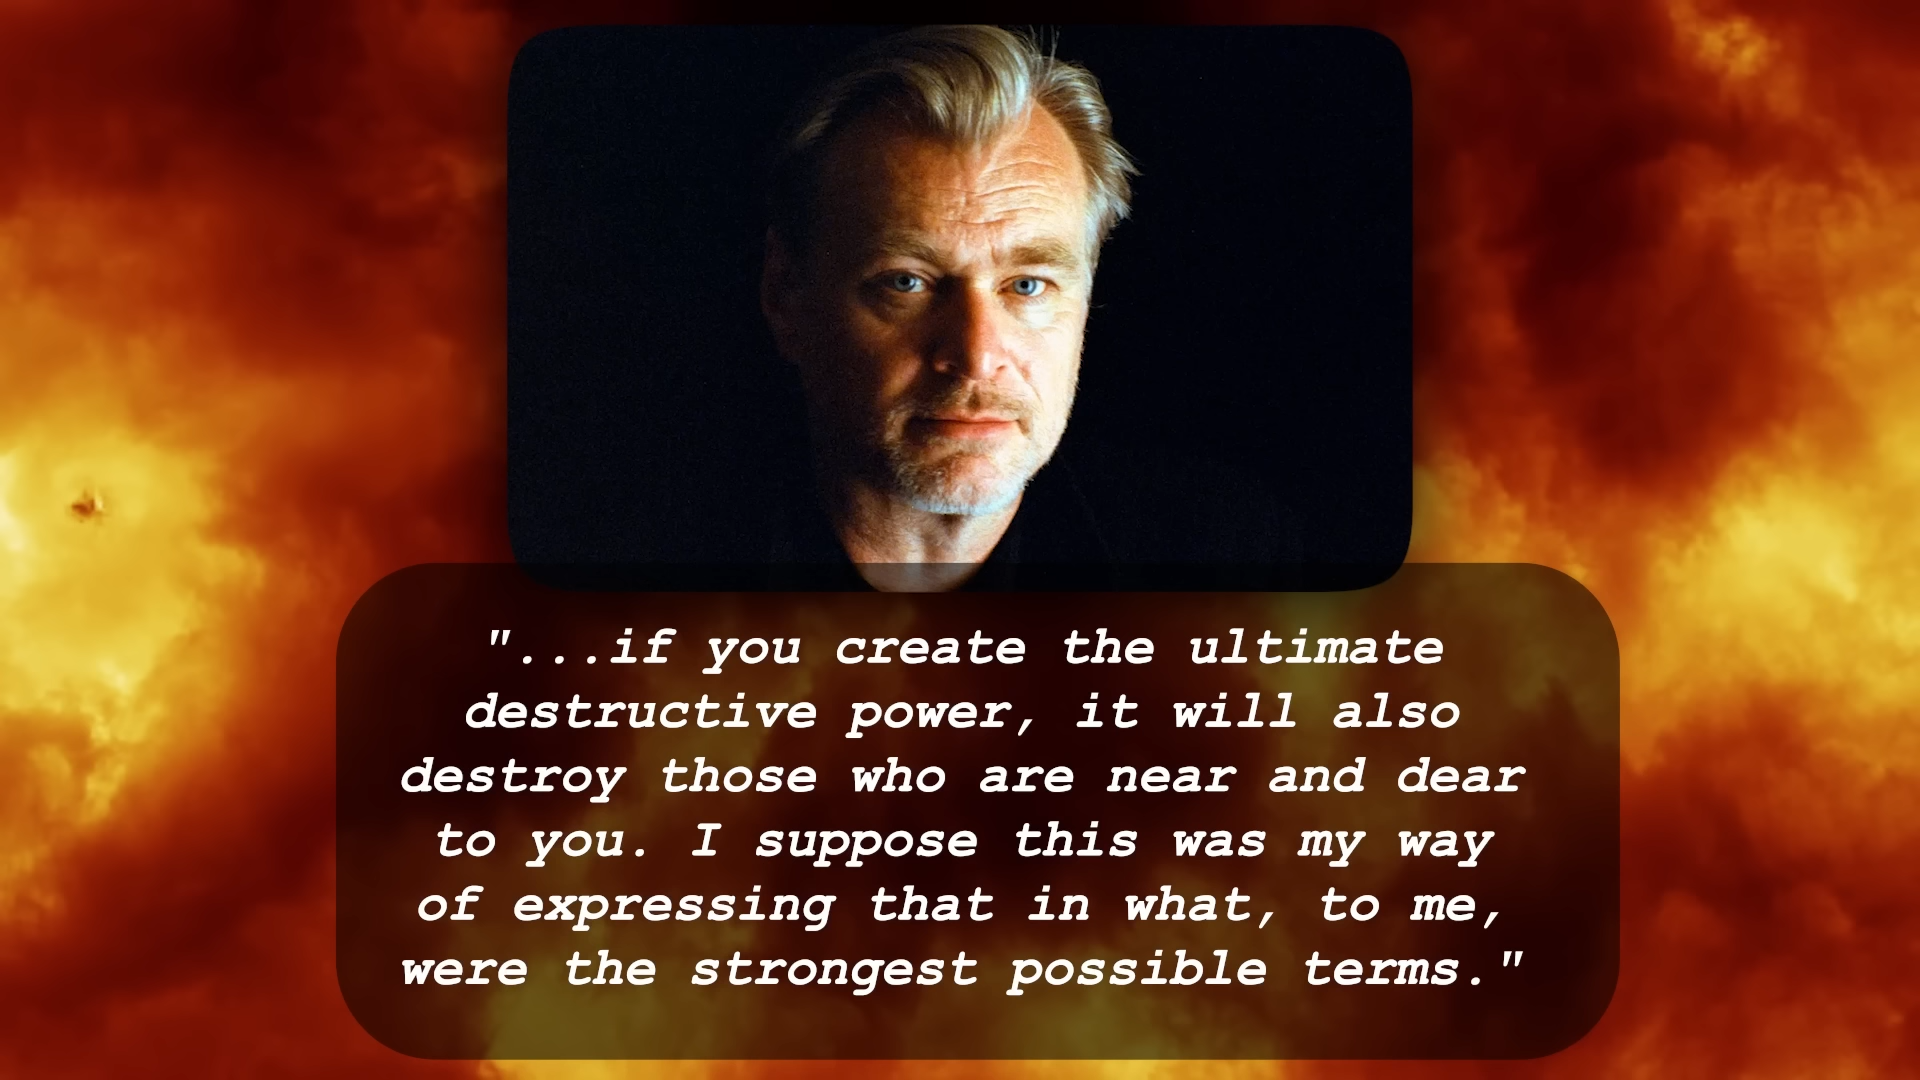 "...if you create the ultimate
destructive power, it will also
destroy those who are near and dear
to you. I suppose this was my way
of expressing that in what, to me,
were the strongest possible terms."